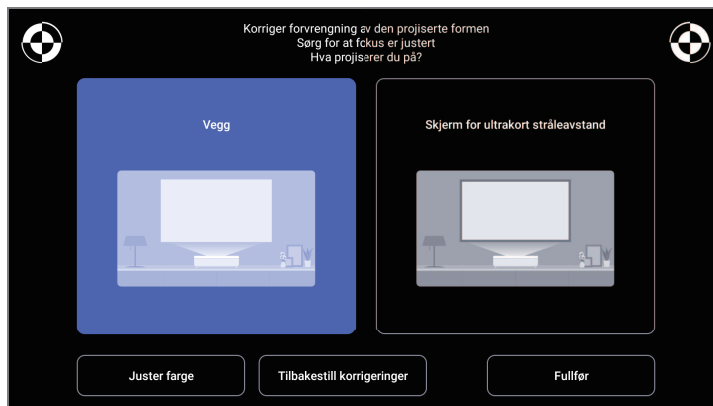 Korriger forvrengning av den projiserte formen
Sørg for at fokus er justert
Hva projiserer du på?
Vegg
Skjerm for ultrakort stråleavstand
Juster farge
Tilbakestill korrigeringer
Fullfør